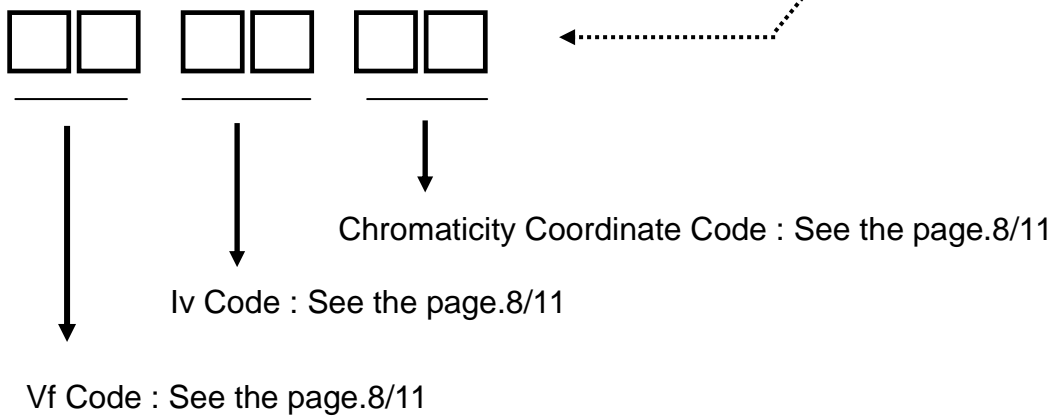 Chromaticity Coordinate Code : See the page.8/11
Iv Code : See the page.8/11
Vf Code : See the page.8/11